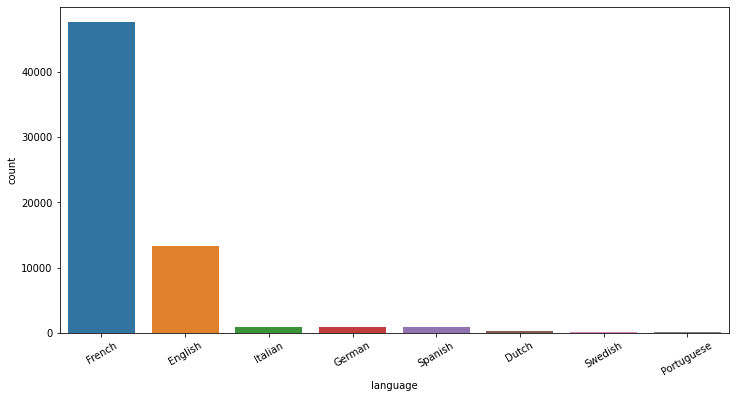 40000
30000
20000
10000
0
count
French
English
Italian
German
Spanish
Dutch
Swedish
Portuguese
language